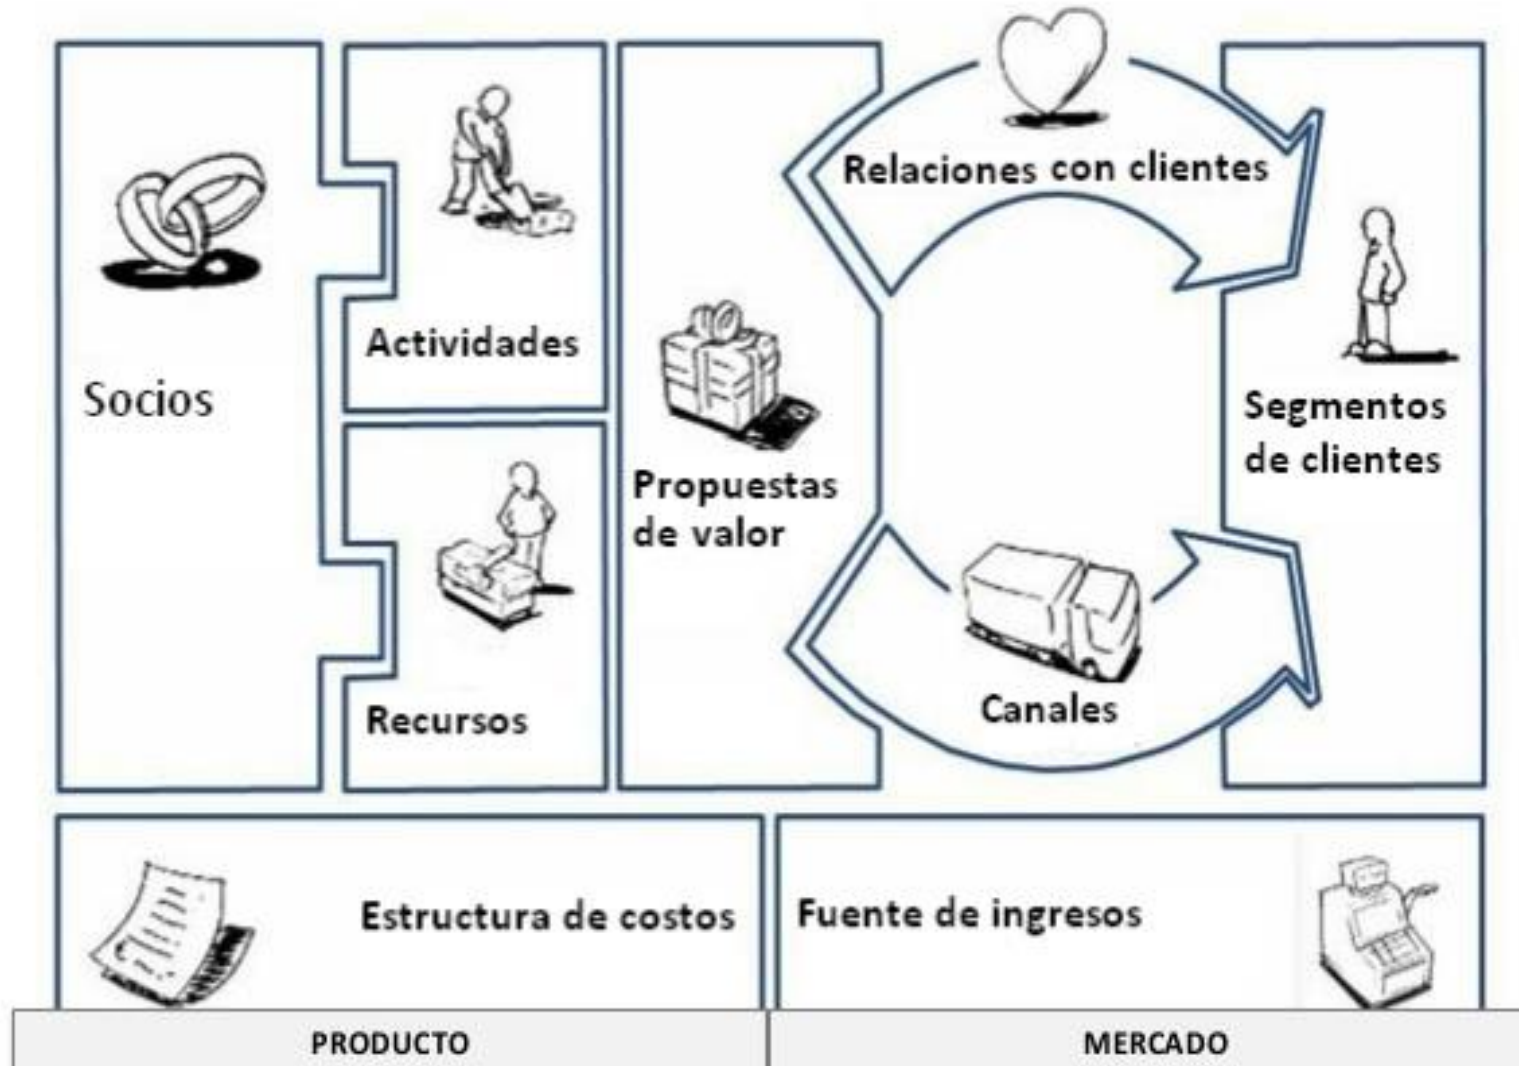 Relaciones con clientes
Actividades
Socios
Segmentos
de clientes
Propuestas
de valor
Recursos
Canales
Estructura de costos
Fuente de ingresos
PRODUCTO
MERCADO